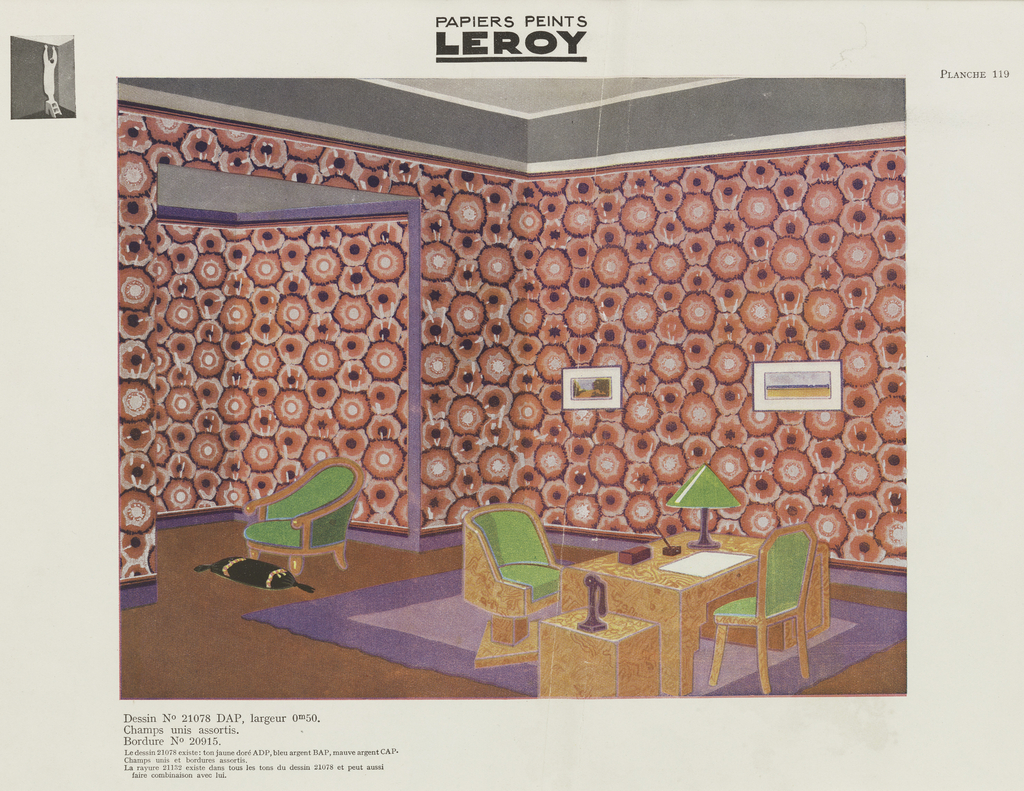 PAPIERS PEINTS
LEROY
PLANCHE 119
Dessin Nº 21078 DAP, largeur 0ᵐ50.
Champs unis assortis.
Bordure Nº 20915.
Le dessin 21078 existe : ton jaune doré ADP, bleu argent BAP, mauve argent CAP-
Champs unis et bordures assortis.
La rayure 21132 existe dans tous les tons du dessin 21078 et peut aussi
faire combinaison avec lui.